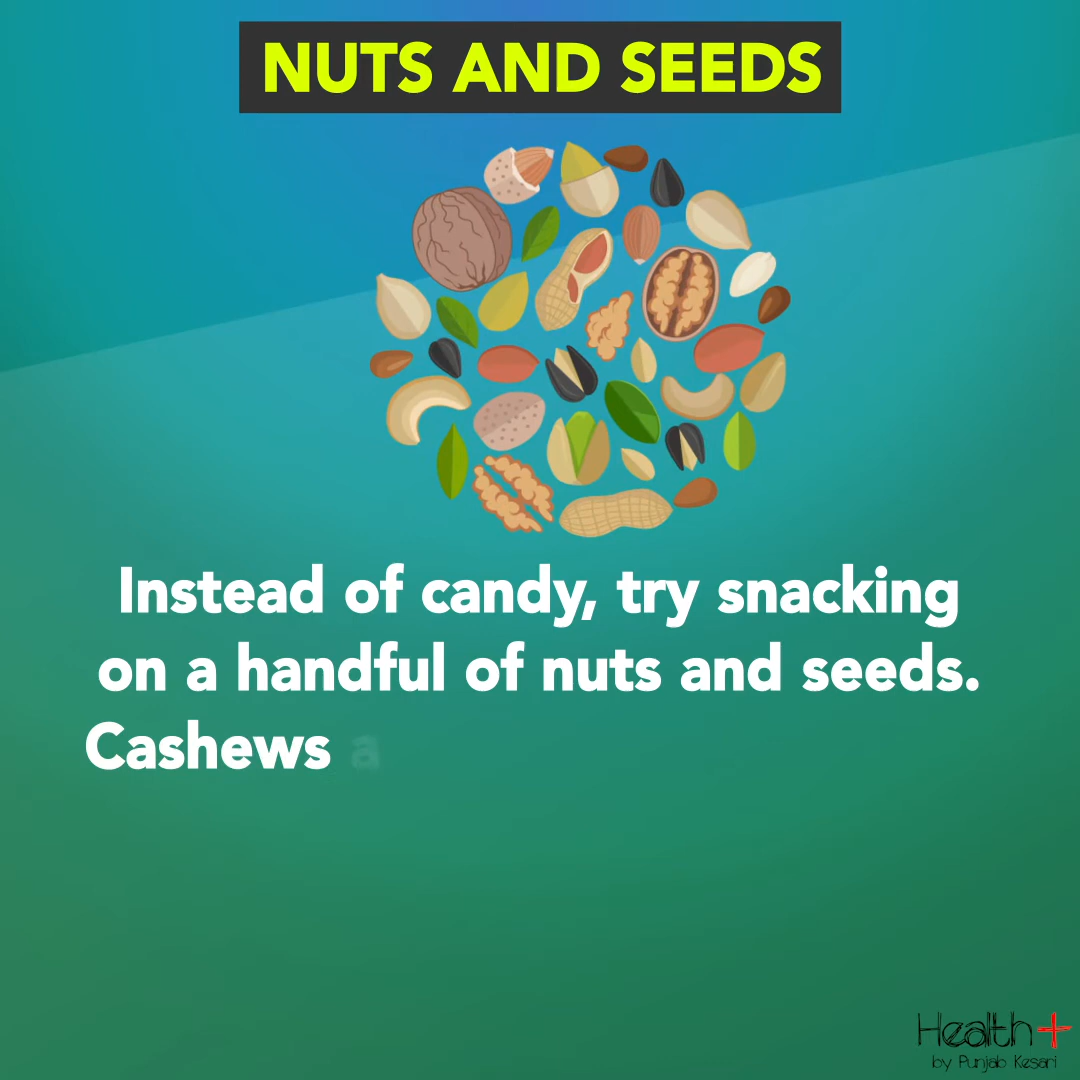 NUTS AND SEEDS
Instead of candy, try snacking
on a handful of nuts and seeds.
Cashews a
Health+
by Punjab Kesari